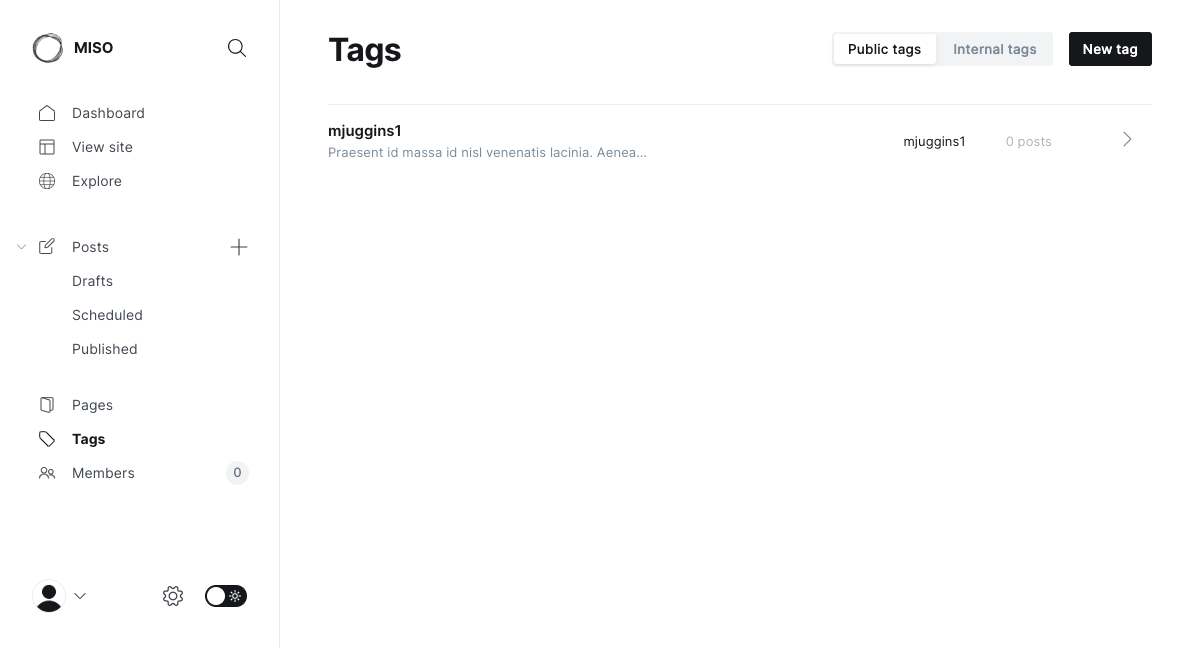 MISO
Dashboard
View site
Explore
Posts
Drafts
Scheduled
Published
Pages
Tags
Members 0
Tags
Public tags Internal tags New tag
mjuggins1
Praesent id massa id nisl venenatis lacinia. Aenea...
mjuggins1 0 posts